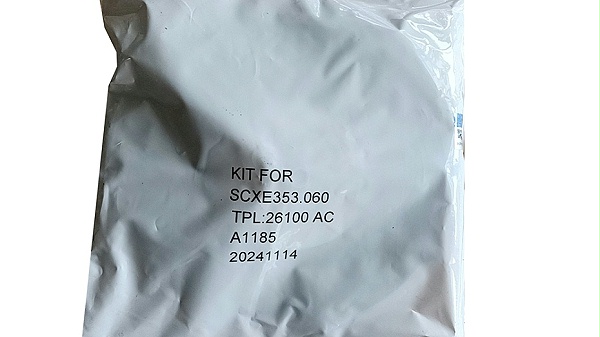 KIT FOR
SCXE353.060
TPL:26100 AC
A1185
20241114